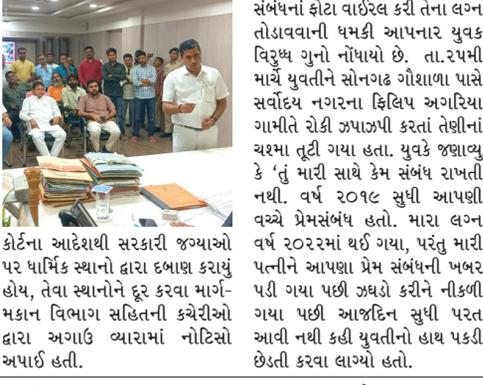 કોર્ટના આદેશથી સરકારી જગ્યાઓ
પર ધાર્મિક સ્થાનો દ્વારા દબાણ કરાયું
હોય, તેવા સ્થાનોને દૂર કરવા માર્ગ-
મકાન વિભાગ સહિતની કચેરીઓ
દ્વારા અગાઉ વ્યારામાં નોટિસો
અપાઈ હતી.
સંબંધનાં ફોટા વાઈરલ કરી તેના લગ્ન
તોડાવવાની ધમકી આપનાર યુવક
વિરુધ્ધ ગુનો નોંધાયો છે. તા.૨૫મી
માર્ચે યુવતીને સોનગઢ ગૌશાળા પાસે
સર્વોદય નગરના ફિલિપ અગરિયા
ગામીતે રોકી ઝપાઝપી કરતાં તેણીનાં
ચશ્મા તૂટી ગયા હતા. યુવકે જણાવ્યુ
કે ‘તું મારી સાથે કેમ સંબંધ રાખતી
નથી. વર્ષ ૨૦૧૯ સુધી આપણી
વચ્ચે પ્રેમસંબંધ હતો. મારા લગ્ન
વર્ષ ૨૦૨૨માં થઈ ગયા, પરંતુ મારી
પત્નીને આપણા પ્રેમ સંબંધની ખબર
પડી ગયા પછી ઝઘડો કરીને નીકળી
ગયા પછી આજદિન સુધી પરત
આવી નથી કહી યુવતીનો હાથ પકડી
છેડતી કરવા લાગ્યો હતો.